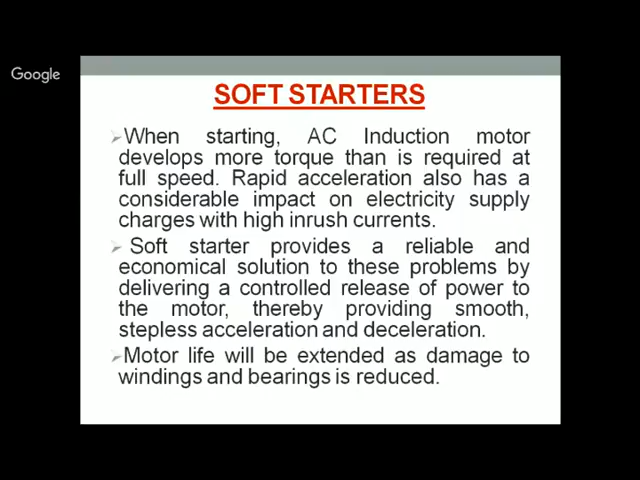 Google
SOFT STARTERS
➢When starting, AC Induction motor
develops more torque than is required at
full speed. Rapid acceleration also has a
considerable impact on electricity supply
charges with high inrush currents.
➢ Soft starter provides a reliable and
economical solution to these problems by
delivering a controlled release of power to
the motor, thereby providing smooth,
stepless acceleration and deceleration.
➢Motor life will be extended as damage to
windings and bearings is reduced.